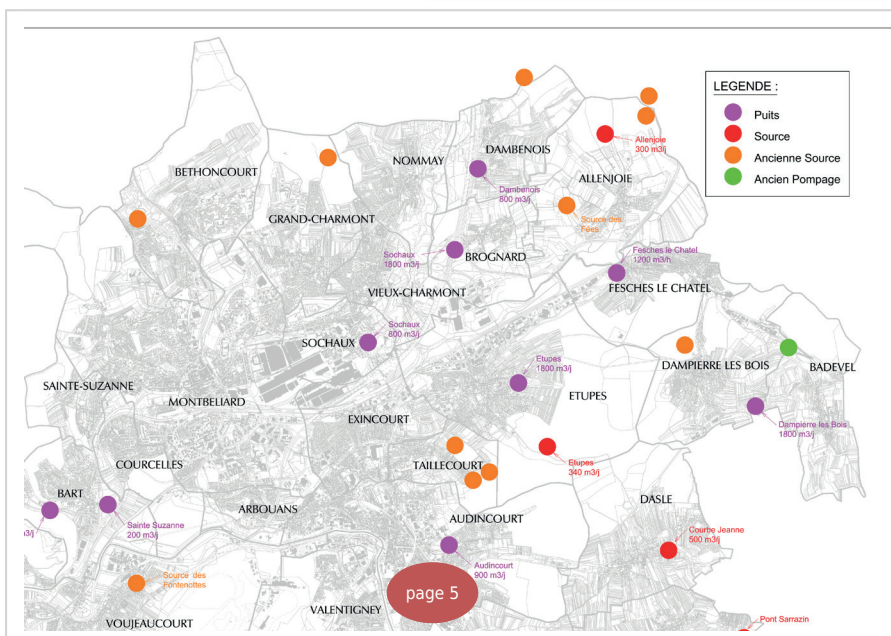 LEGENDE :
Puits
Source
Ancienne Source
Ancien Pompage
Allenjoie
300 m3/j
DAMBENOIS
NOMMAY
BETHONCOURT
ALLENJOIE
Dambenois
800 m3/j
GRAND-CHARMONT
Source des
Fées
Sochaux
1800 m3/j
BROGNARD
Fesches le Chatel
1200 m3/h
FESCHES LE CHATEL
VIEUX-CHARMONT
Sochaux
600 m3/j
SOCHAUX
Etupes
1800 m3/j
DAMPIERRE LES BOIS
BADEVEL
SAINTE-SUZANNE
MONTBELIARD
ETUPES
EXINCOURT
Dampierre les Bois
1800 m3/j
COURCELLES
TAILLECOURT
Etupes
340 m3/j
BART
DASLE
ARBOUANS
AUDINCOURT
Sainte Suzanne
200 m3/j
m3/j
Courbe Jeanne
500 m3/j
Audincourt
900 m3/j
Source des
Fontenottes
page 5
VALENTIGNEY
VOUJEAUCOURT
Pont Sarrazin